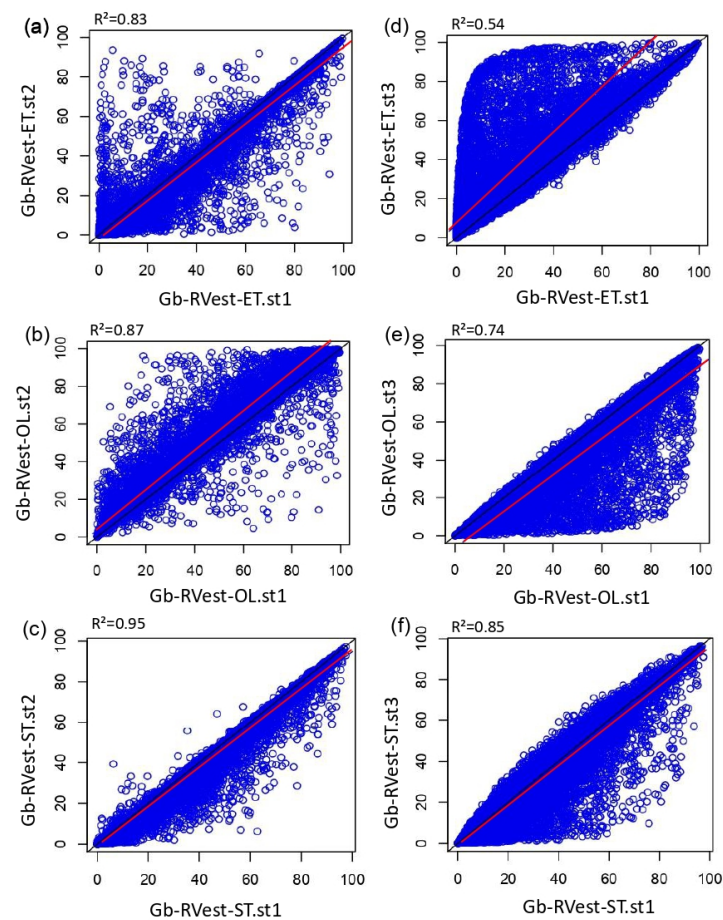 (a) R²=0.83
Gb-RVest-ET.st2
100
80
60
40
20
0
0 20 40 60 80 100
Gb-RVest-ET.st1
(d) R²=0.54
Gb-RVest-ET.st3
100
80
60
40
20
0
0 20 40 60 80 100
Gb-RVest-ET.st1
(b) R²=0.87
Gb-RVest-OL.st2
100
80
60
40
20
0
0 20 40 60 80 100
Gb-RVest-OL.st1
(e) R²=0.74
Gb-RVest-OL.st3
100
80
60
40
20
0
0 20 40 60 80 100
Gb-RVest-OL.st1
(c) R²=0.95
Gb-RVest-ST.st2
100
80
60
40
20
0
0 20 40 60 80 100
Gb-RVest-ST.st1
(f) R²=0.85
Gb-RVest-ST.st3
100
80
60
40
20
0
0 20 40 60 80 100
Gb-RVest-ST.st1